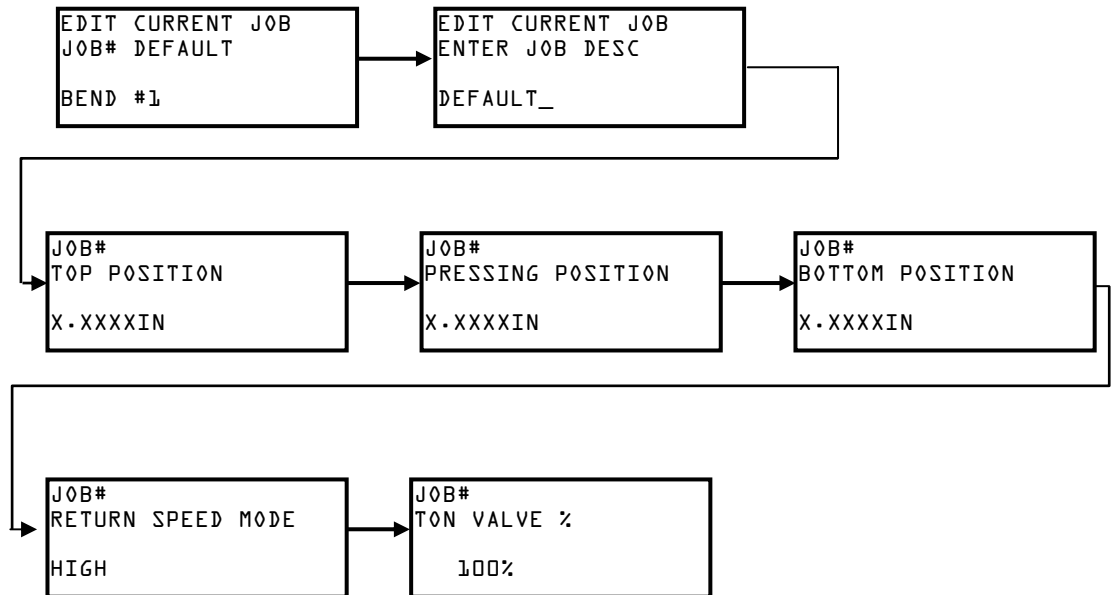 EDIT CURRENT JOB
JOB# DEFAULT
BEND #1
EDIT CURRENT JOB
ENTER JOB DESC
DEFAULT_
JOB#
TOP POSITION
X.XXXXIN
JOB#
PRESSING POSITION
X.XXXXIN
JOB#
BOTTOM POSITION
X.XXXXIN
JOB#
RETURN SPEED MODE
HIGH
JOB#
TON VALVE %
100%